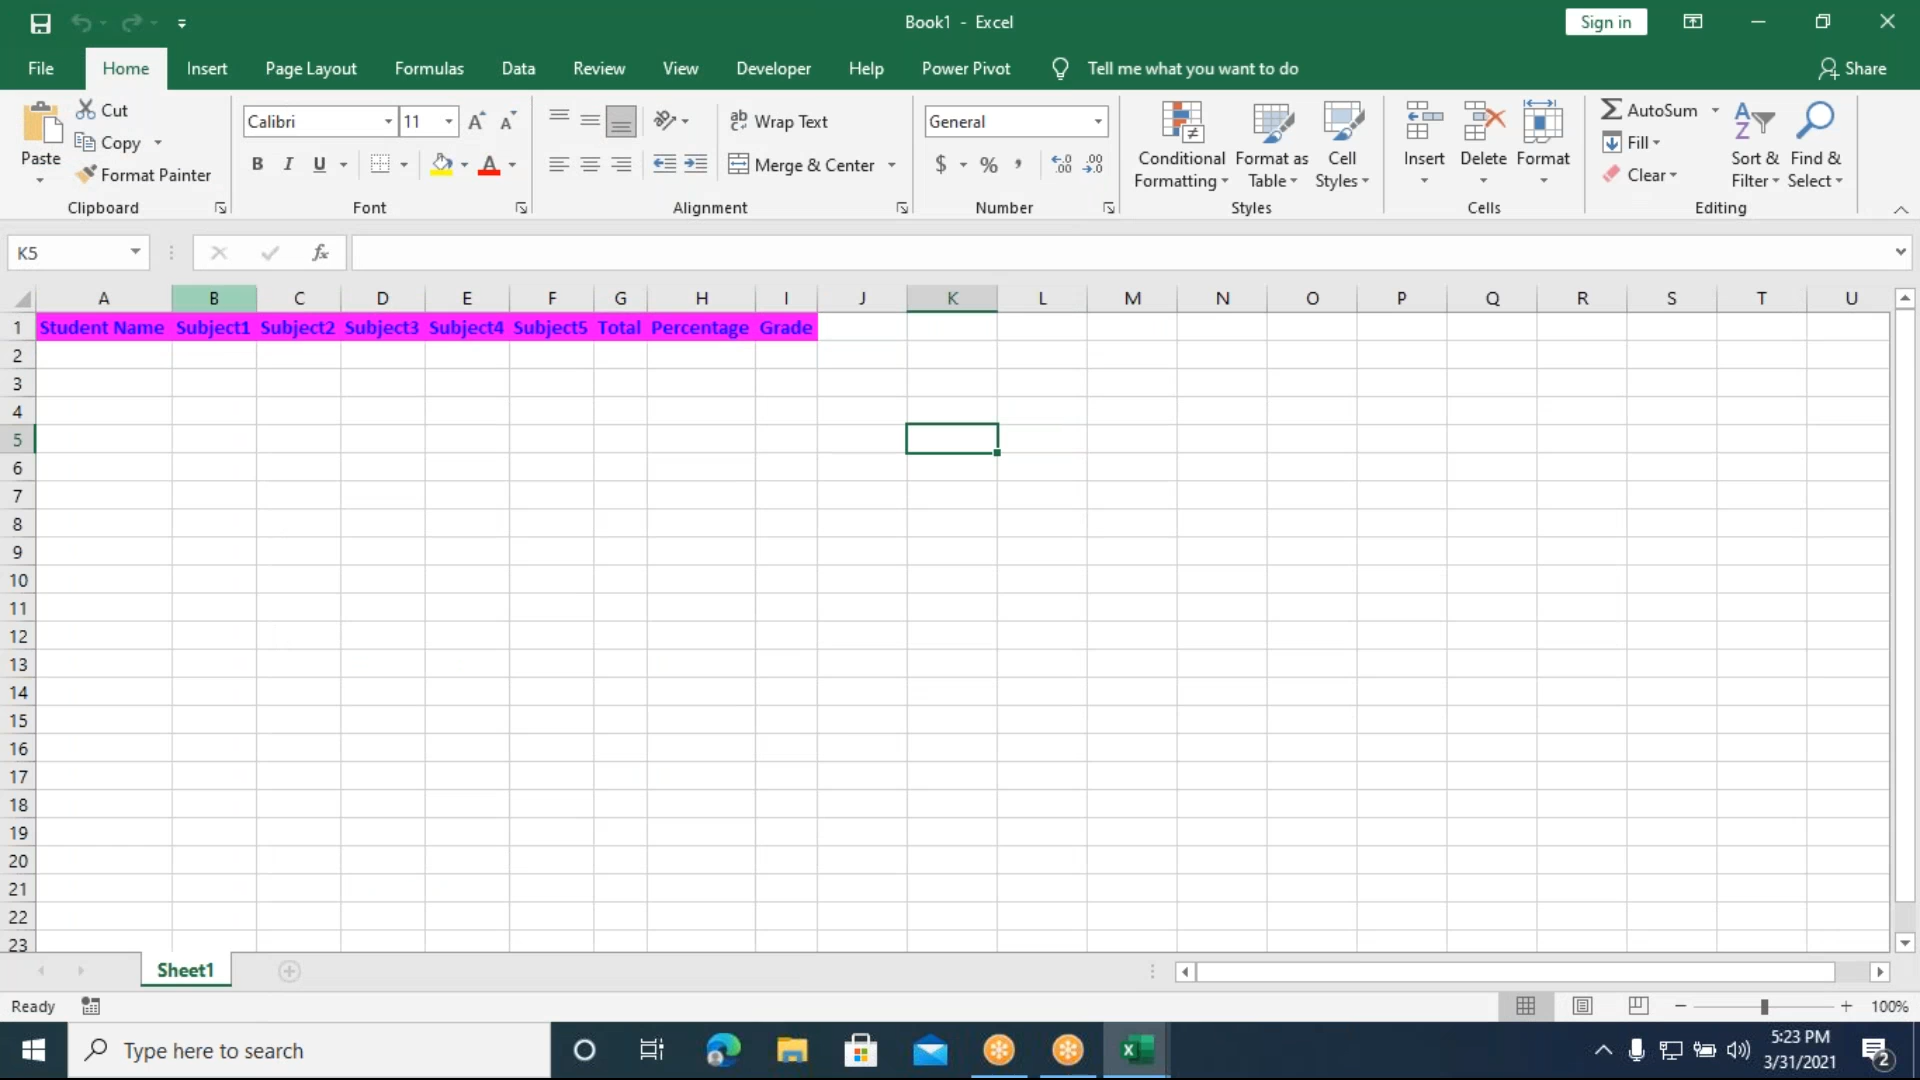 Book1 - Excel
Sign in
File Home Insert Page Layout Formulas Data Review View Developer Help Power Pivot Tell me what you want to do Share
Paste
Cut
Copy
Format Painter
Clipboard
Calibri 11
B I U A
Font
Wrap Text
Merge & Center
Alignment
General
$ % ,
Number
Conditional Formatting
Format as Table
Cell Styles
Styles
Insert Delete Format
Cells
AutoSum
Fill
Clear
Sort & Filter
Find & Select
Editing
K5 fx
A B C D E F G H I J K L M N O P Q R S T U
1 Student Name Subject1 Subject2 Subject3 Subject4 Subject5 Total Percentage Grade
2
3
4
5
6
7
8
9
10
11
12
13
14
15
16
17
18
19
20
21
22
23
Sheet1
Ready 100%
Type here to search
5:23 PM
3/31/2021
2